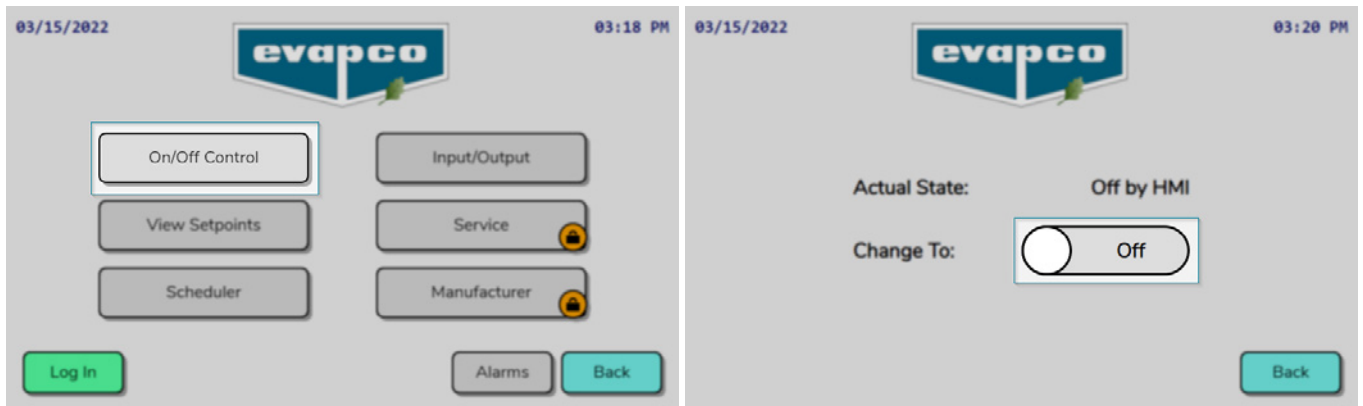 03/15/2022 03:18 PM
evapco
On/Off Control Input/Output
View Setpoints Service
Scheduler Manufacturer
Log In Alarms Back
03/15/2022 03:20 PM
evapco
Actual State: Off by HMI
Change To: Off
Back